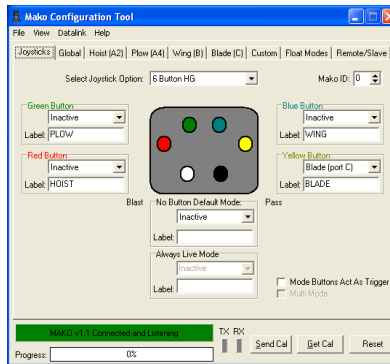 Mako Configuration Tool
File View Datalink Help
Joysticks Global Hoist (A2) Plow (A4) Wing (B) Blade (C) Custom Float Modes Remote/Slave
Select Joystick Option: 6 Button HG Mako ID: 0
Green Button Blue Button
Inactive Inactive
Label: PLOW Label: WING
Red Button Yellow Button
Inactive Blade (port C)
Label: HOIST Label: BLADE
Blast No Button Default Mode: Pass
Inactive
Label:
Always Live Mode
Inactive
Label:
Mode Buttons Act As Trigger
Multi Mode
MAKO v1.1 Connected and Listening TX RX
Send Cal Get Cal Reset
Progress: 0%